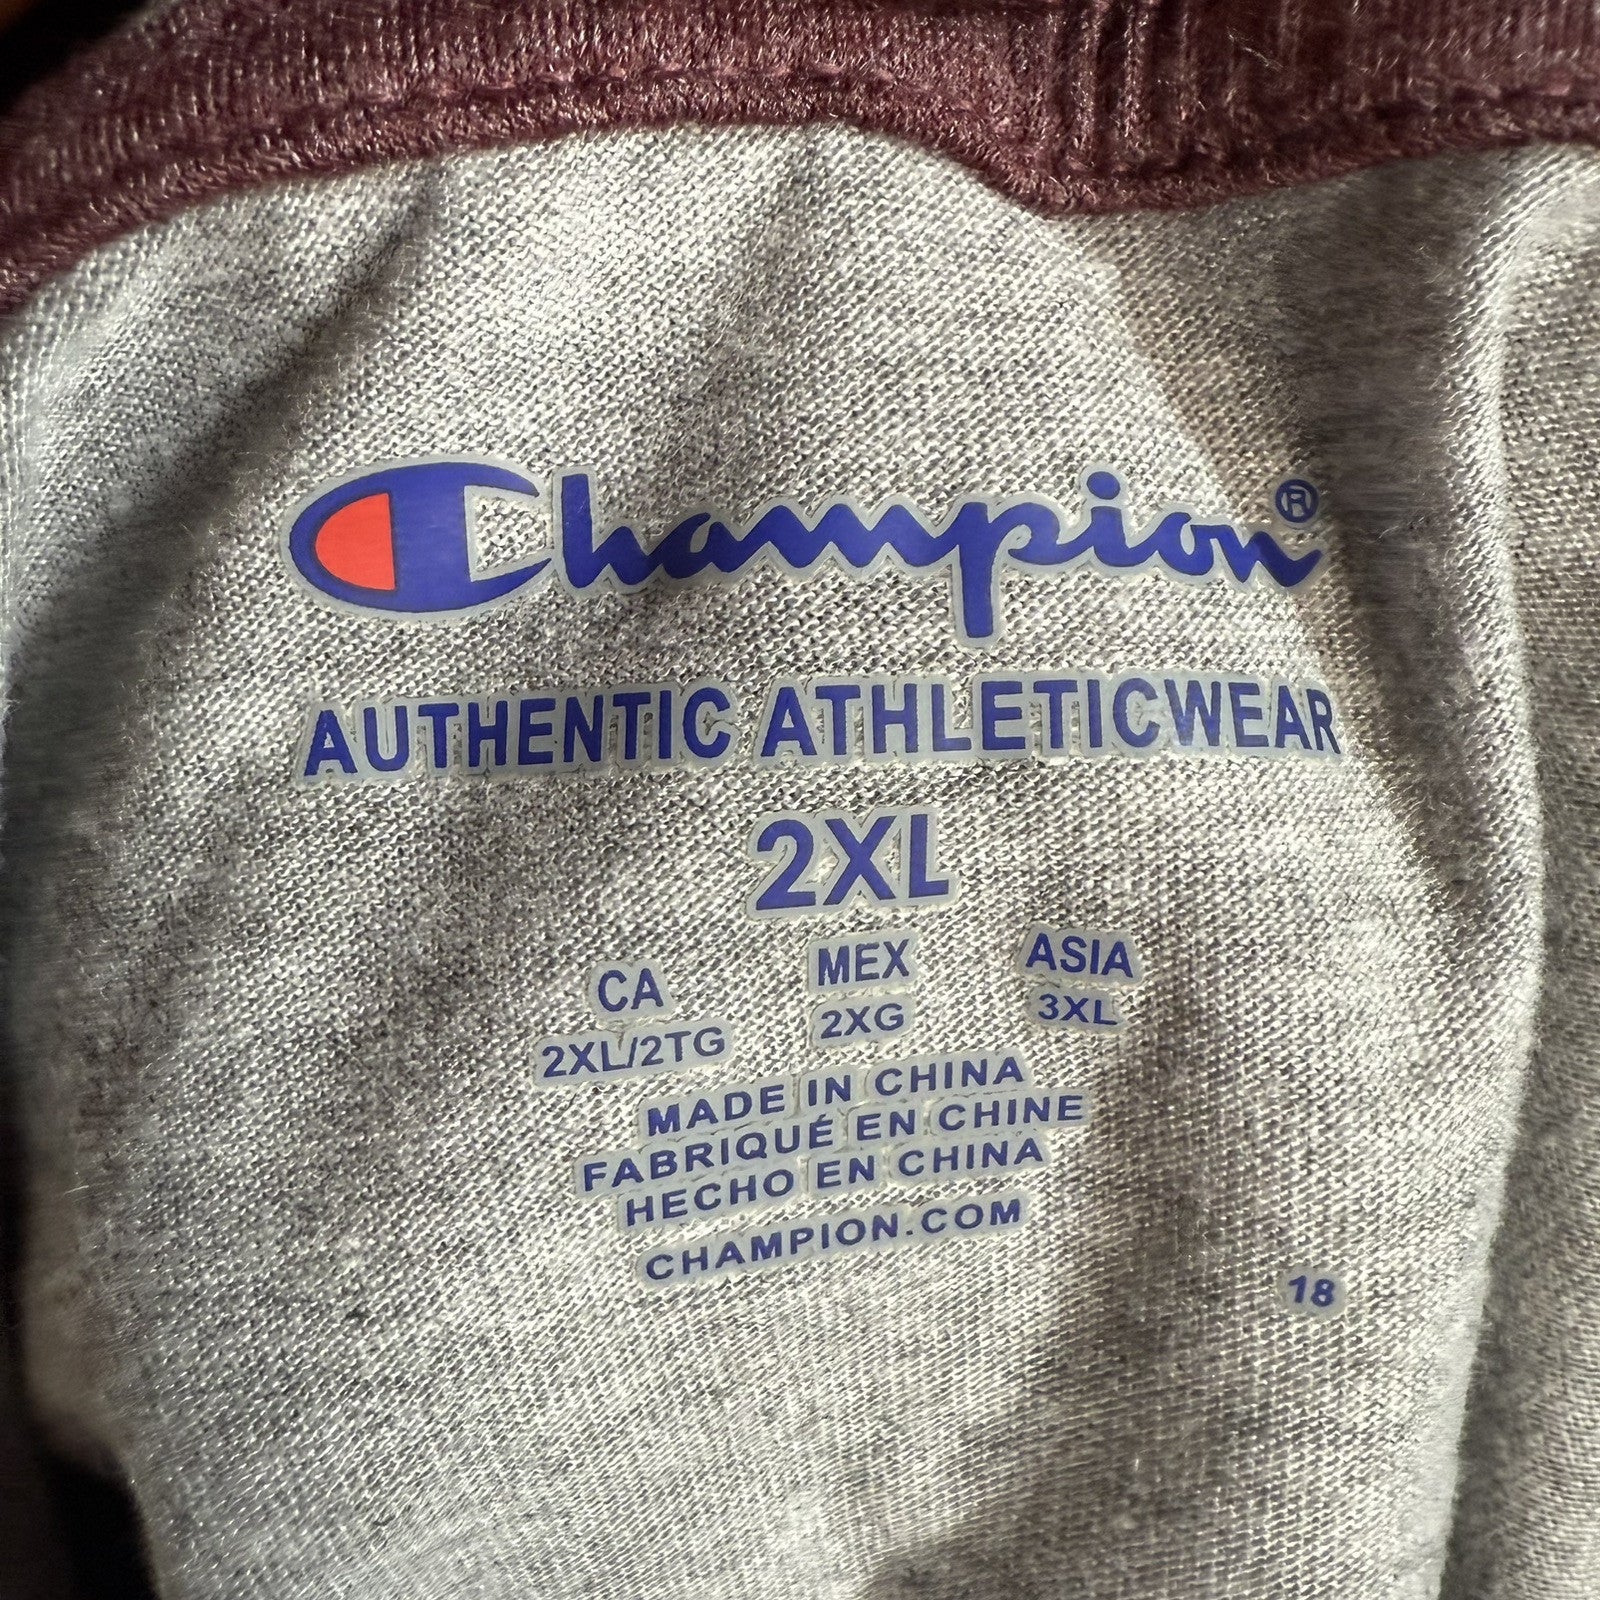 Champion®
AUTHENTIC ATHLETICWEAR
2XL
CA MEX ASIA
2XL/2TG 2XG 3XL
MADE IN CHINA
FABRIQUÉ EN CHINE
HECHO EN CHINA
CHAMPION.COM
18